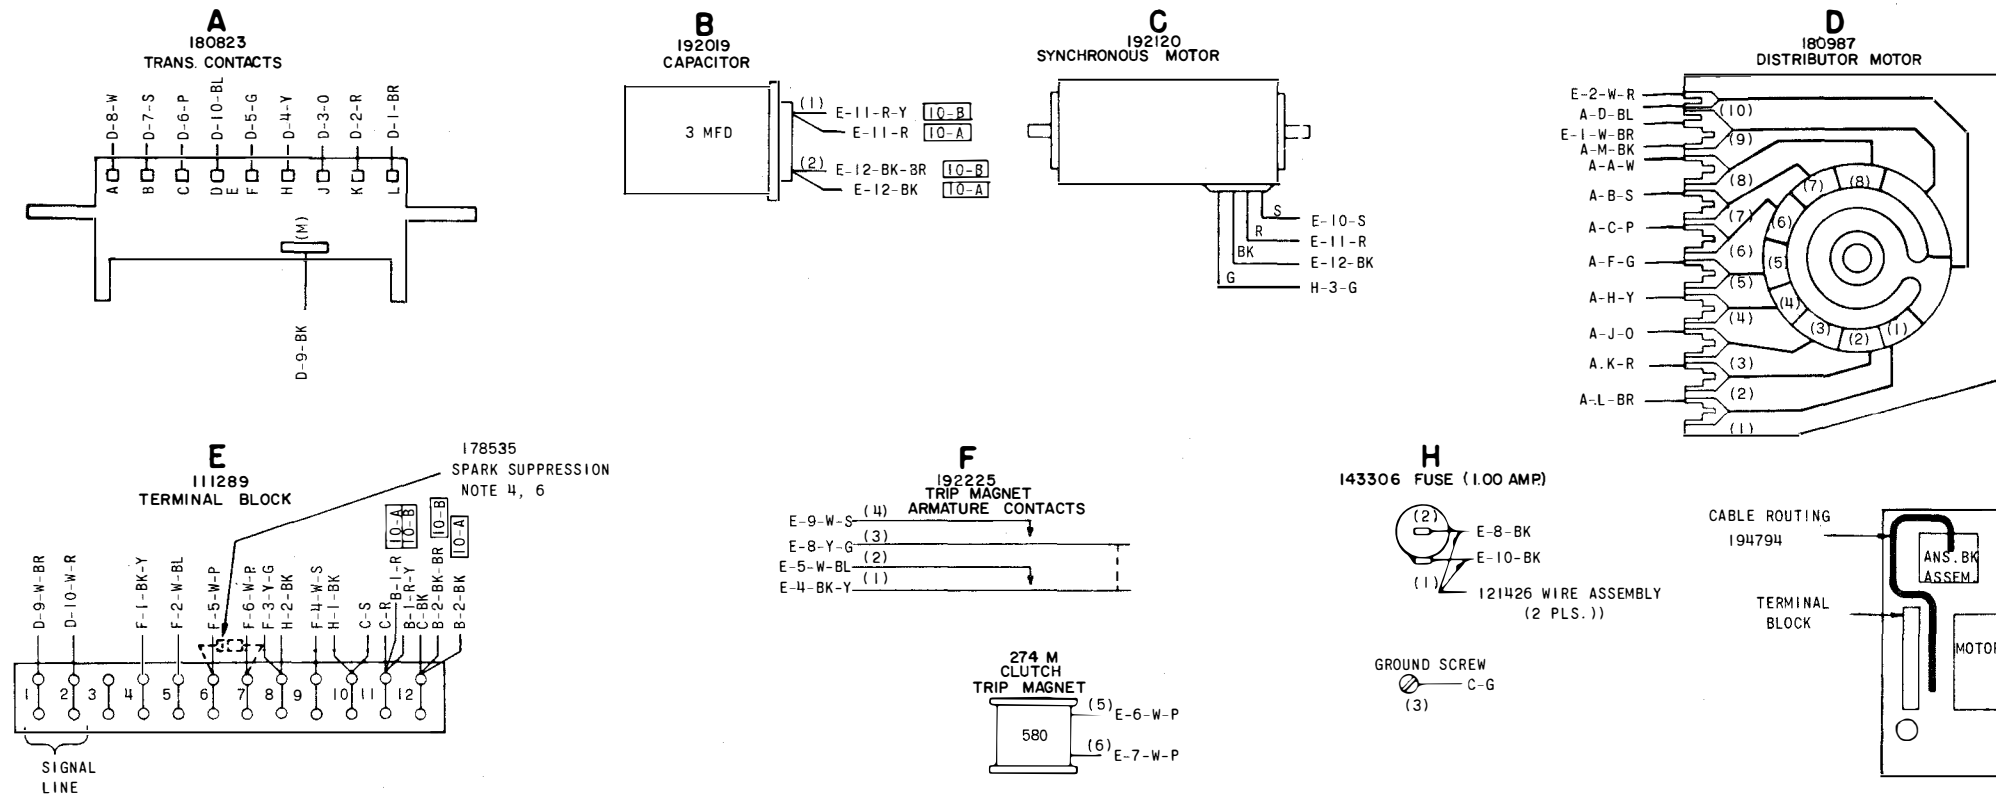 A
180823
TRANS. CONTACTS
D-8-W
D-7-S
D-6-P
D-10-BL
D-5-G
D-4-Y
D-3-O
D-2-R
D-1-BR
A
B
C
D
E
F
H
J
K
L
(M)
D-9-BK
B
192019
CAPACITOR
3 MFD
(1)
E-11-R-Y 10-B
E-11-R 10-A
(2)
E-12-BK-BR 10-B
E-12-BK 10-A
C
192120
SYNCHRONOUS MOTOR
S
E-10-S
R
E-11-R
BK
E-12-BK
G
H-3-G
D
180987
DISTRIBUTOR MOTOR
E-2-W-R
A-D-BL
E-1-W-BR
A-M-BK
A-A-W
A-B-S
A-C-P
A-F-G
A-H-Y
A-J-O
A.K-R
A-L-BR
(10)
(9)
(8)
(7)
(6)
(5)
(4)
(3)
(2)
(1)
(8)
(7)
(6)
(5)
(4)
(3)
(2)
(1)
E
111289
TERMINAL BLOCK
178535
SPARK SUPPRESSION
NOTE 4, 6
D-9-W-BR
D-10-W-R
F-1-BK-Y
F-2-W-BL
F-5-W-P
F-6-W-P
F-3-Y-G
H-2-BK
F-4-W-S
H-1-BK
C-S
C-R
B-1-R 10-A
B-1-R-Y 10-B
C-BK
B-2-BK-BR 10-B
B-2-BK 10-A
1
2
3
4
5
6
7
8
9
10
11
12
SIGNAL
LINE
F
192225
TRIP MAGNET
ARMATURE CONTACTS
E-9-W-S (4)
E-8-Y-G (3)
E-5-W-BL (2)
E-4-BK-Y (1)
274 M
CLUTCH
TRIP MAGNET
580
(5) E-6-W-P
(6) E-7-W-P
H
143306 FUSE (1.00 AMP.)
(2)
E-8-BK
E-10-BK
(1)
121426 WIRE ASSEMBLY
(2 PLS.))
GROUND SCREW
C-G
(3)
CABLE ROUTING
194794
ANS.BK
ASSEM.
TERMINAL
BLOCK
MOTOR